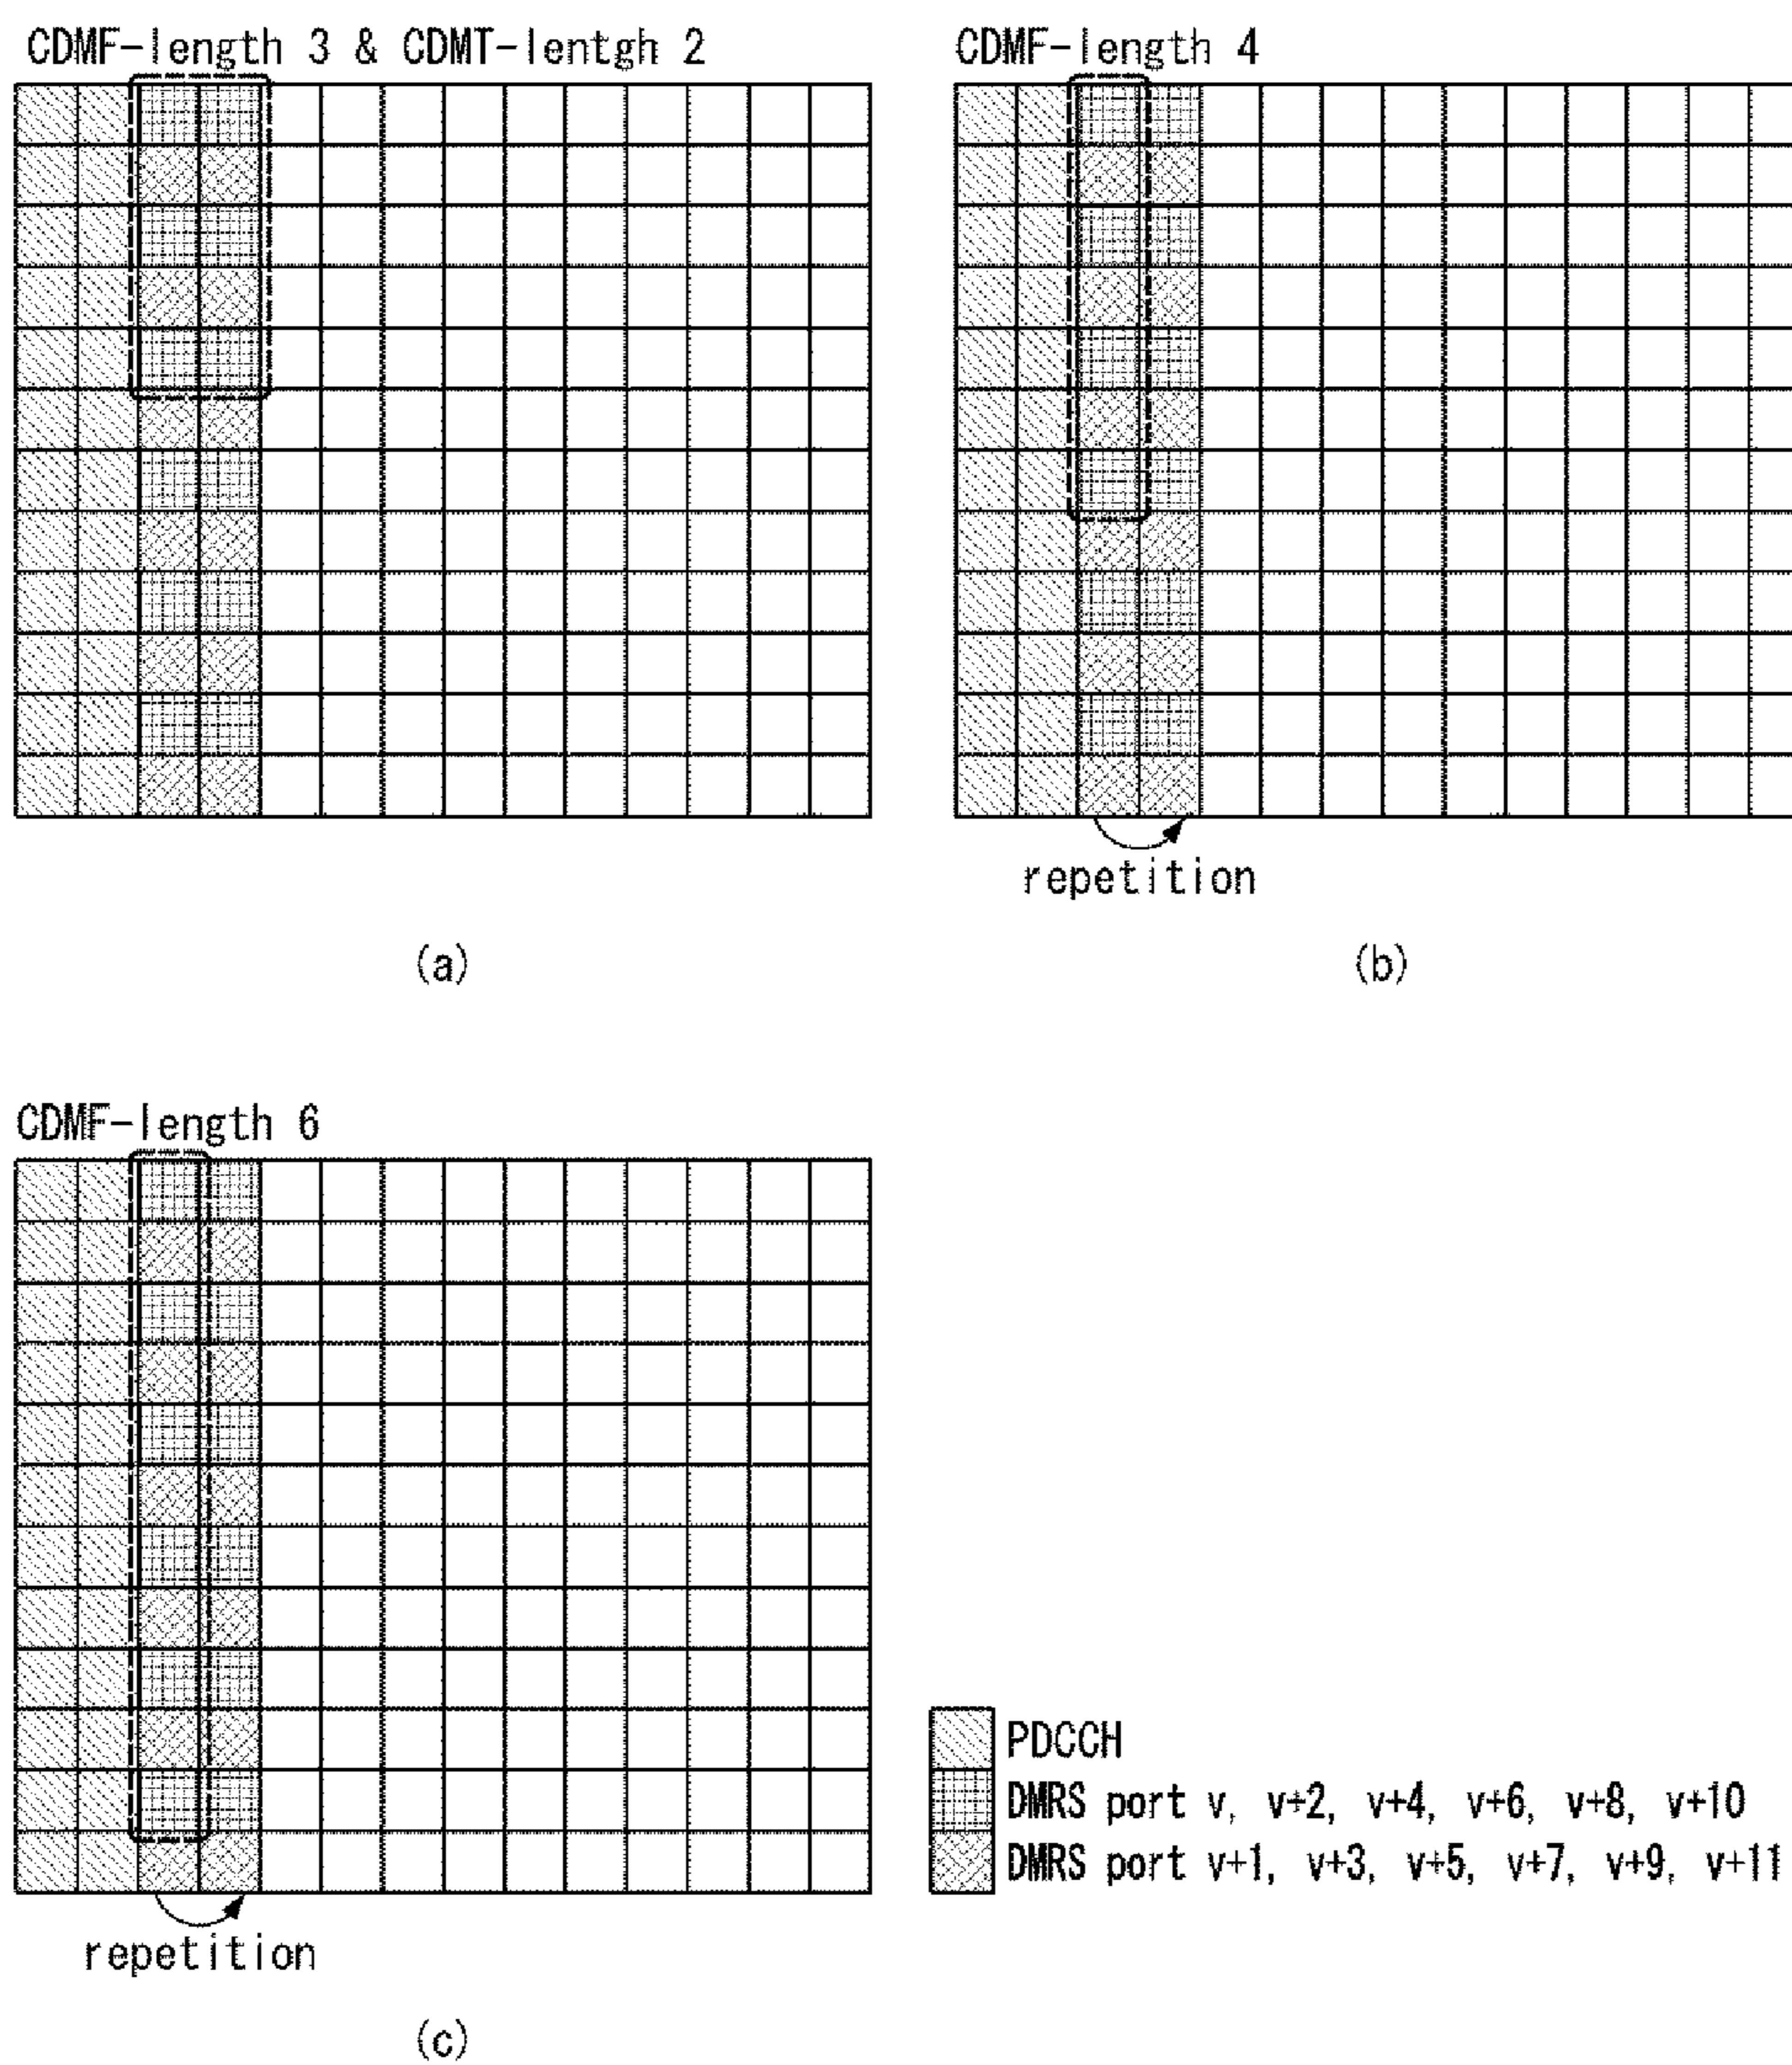 CDMF-length 3 & CDMT-lentgh 2
CDMF-length 4
repetition
(a)
(b)
CDMF-length 6
repetition
(c)
PDCCH
DMRS port v, v+2, v+4, v+6, v+8, v+10
DMRS port v+1, v+3, v+5, v+7, v+9, v+11